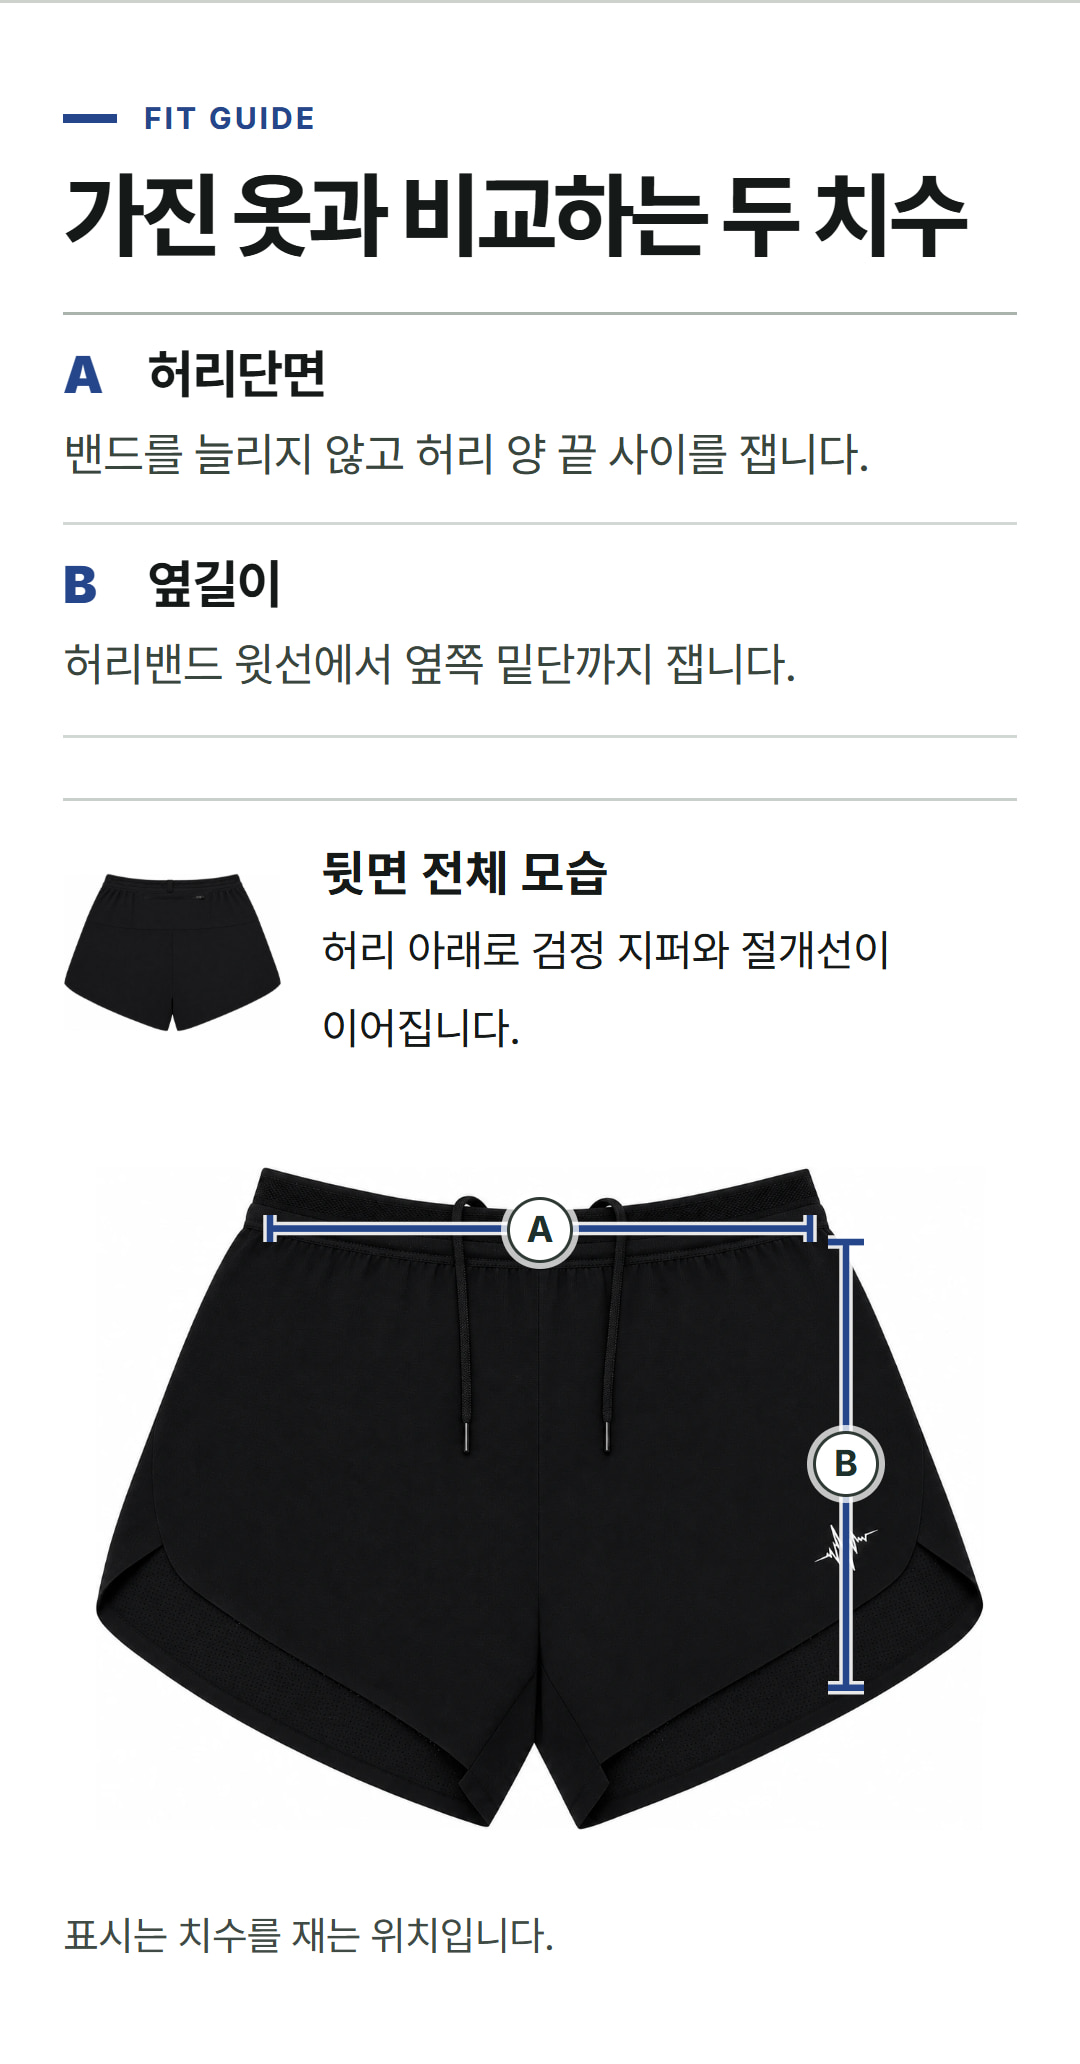 FIT GUIDE
가진 옷과 비교하는 두 치수
A 허리단면
밴드를 늘리지 않고 허리 양 끝 사이를 잽니다.
B 옆길이
허리밴드 윗선에서 옆쪽 밑단까지 잽니다.
뒷면 전체 모습
허리 아래로 검정 지퍼와 절개선이
이어집니다.
A
B
표시는 치수를 재는 위치입니다.